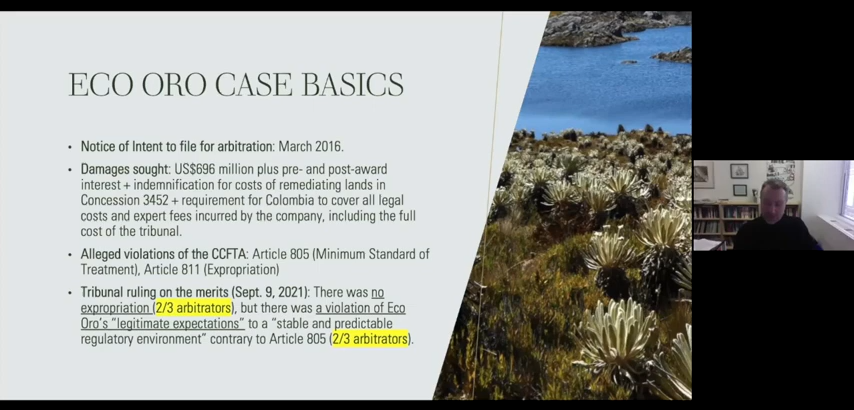 ECO ORO CASE BASICS
• Notice of Intent to file for arbitration: March 2016.
• Damages sought: US$696 million plus pre- and post-award
interest + indemnification for costs of remediating lands in
Concession 3452 + requirement for Colombia to cover all legal
costs and expert fees incurred by the company, including the full
cost of the tribunal.
• Alleged violations of the CCFTA: Article 805 (Minimum Standard of
Treatment), Article 811 (Expropriation)
• Tribunal ruling on the merits (Sept. 9, 2021): There was no
expropriation (2/3 arbitrators), but there was a violation of Eco
Oro's "legitimate expectations" to a "stable and predictable
regulatory environment" contrary to Article 805 (2/3 arbitrators).